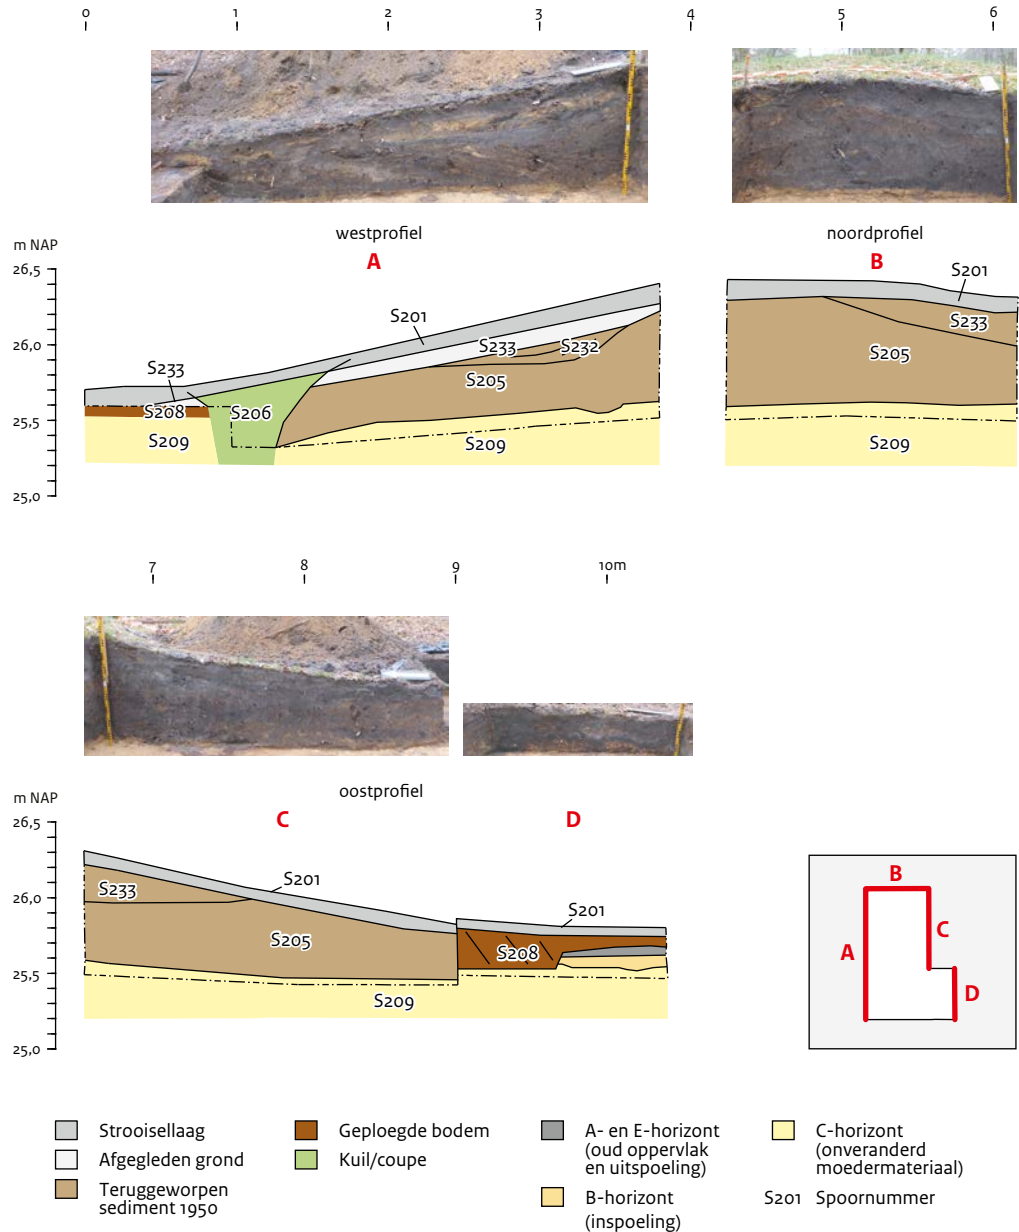 0 1 2 3 4 5 6
westprofiel noordprofiel
m NAP A B
26,5
S201
S201
26,0 S233 S232 S233
S233 S205 S205
S208 S206
25,5 S209 S209 S209
25,0
7 8 9 10m
oostprofiel
m NAP C D
26,5
S201 S201
26,0 S233
S205 S208
25,5
S209
25,0
B
C
A
D
Strooisellaag
Afgegleden grond
Teruggeworpen
sediment 1950
Geploegde bodem
Kuil/coupe
A- en E-horizont
(oud oppervlak
en uitspoeling)
B-horizont
(inspoeling)
C-horizont
(onveranderd
moedermateriaal)
S201 Spoornummer